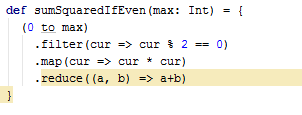 def sumSquaredIfEven(max: Int) = {
(0 to max)
.filter(cur => cur % 2 == 0)
.map(cur => cur * cur)
.reduce((a, b) => a+b)
}